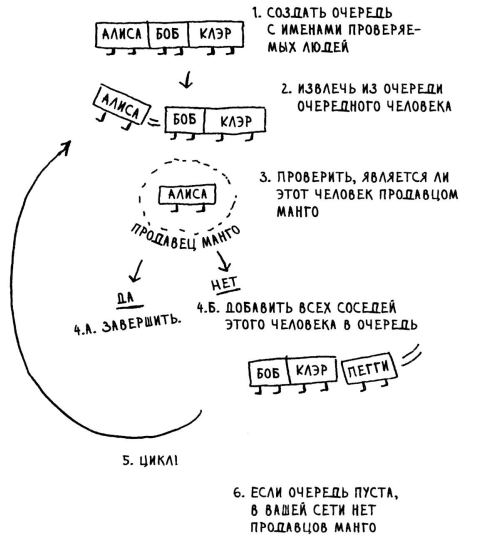 АЛИСА БОБ КЛЭР
1. СОЗДАТЬ ОЧЕРЕДЬ
С ИМЕНАМИ ПРОВЕРЯЕ-
МЫХ ЛЮДЕЙ
АЛИСА БОБ КЛЭР
2. ИЗВЛЕЧЬ ИЗ ОЧЕРЕДИ
ОЧЕРЕДНОГО ЧЕЛОВЕКА
АЛИСА
ПРОДАВЕЦ МАНГО
3. ПРОВЕРИТЬ, ЯВЛЯЕТСЯ ЛИ
ЭТОТ ЧЕЛОВЕК ПРОДАВЦОМ
МАНГО
ДА
4.А. ЗАВЕРШИТЬ.
НЕТ
4.Б. ДОБАВИТЬ ВСЕХ СОСЕДЕЙ
ЭТОГО ЧЕЛОВЕКА В ОЧЕРЕДЬ
БОБ КЛЭР ПЕГГИ
5. ЦИКЛ!
6. ЕСЛИ ОЧЕРЕДЬ ПУСТА,
В ВАШЕЙ СЕТИ НЕТ
ПРОДАВЦОВ МАНГО